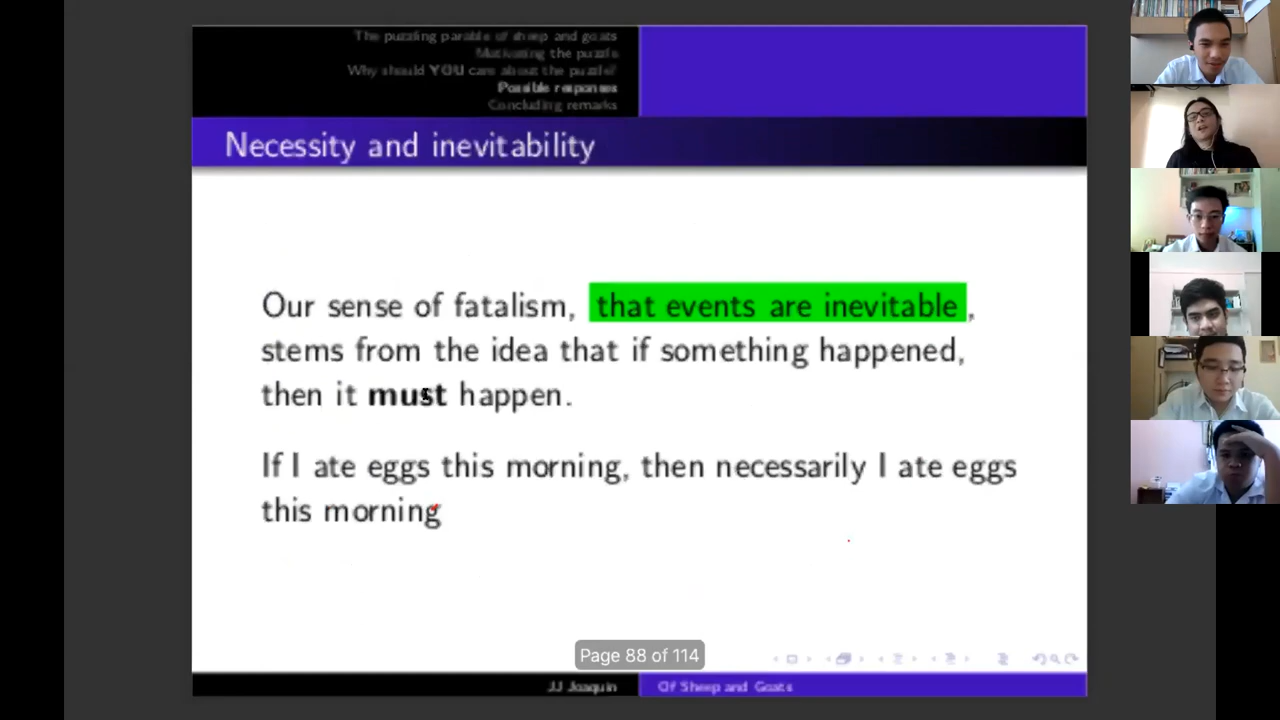 The puzzling parable of sheep and goats
Motivating the puzzle
Why should YOU care about the puzzle?
Possible responses
Concluding remarks
Necessity and inevitability
Our sense of fatalism, that events are inevitable,
stems from the idea that if something happened,
then it must happen.
If I ate eggs this morning, then necessarily I ate eggs
this morning
Page 88 of 114
JJ Joaquin
Of Sheep and Goats